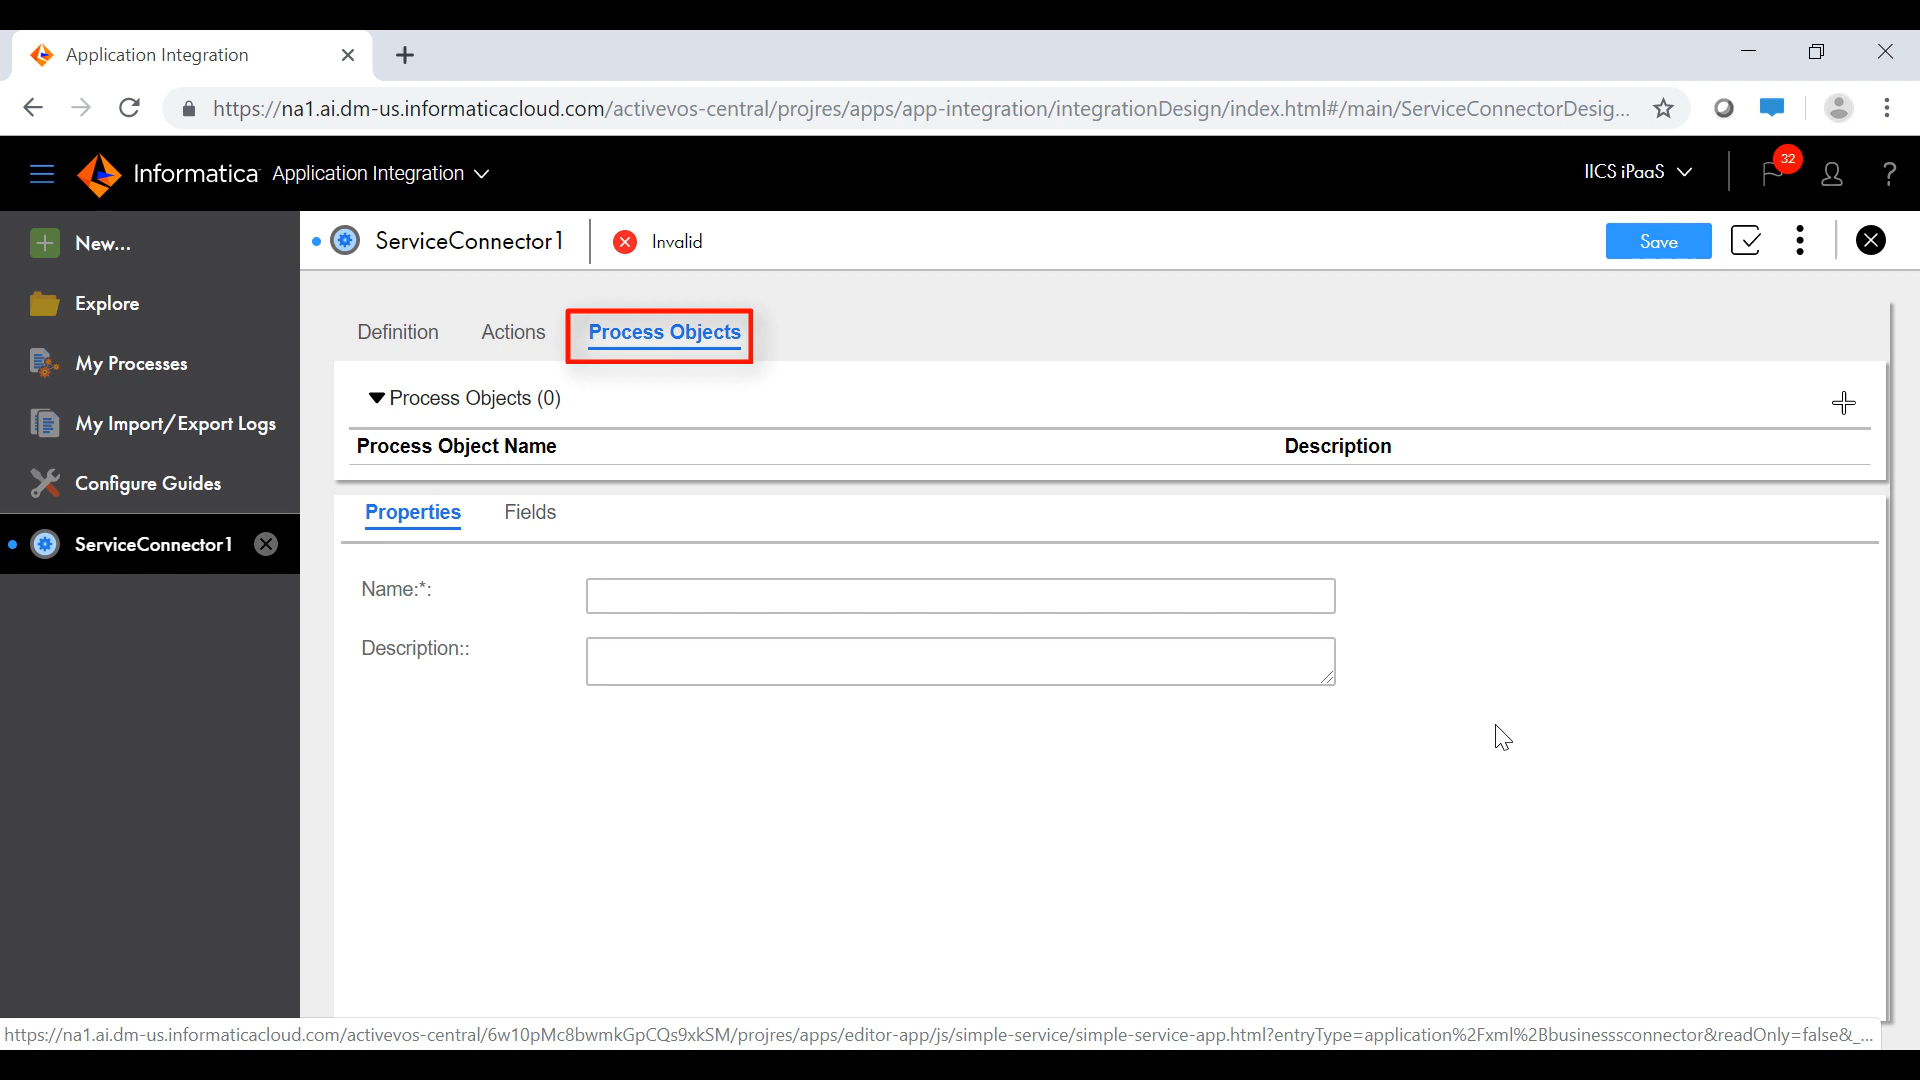 Application Integration
https://na1.ai.dm-us.informaticacloud.com/activevos-central/projres/apps/app-integration/integrationDesign/index.html#/main/ServiceConnectorDesig...
Informatica Application Integration
IICS iPaaS
32
?
New...
ServiceConnector1
Invalid
Save
Explore
My Processes
My Import/Export Logs
Configure Guides
ServiceConnector1
Definition Actions Process Objects
Process Objects (0)
Process Object Name Description
Properties Fields
Name:*:
Description::
https://na1.ai.dm-us.informaticacloud.com/activevos-central/6w10pMc8bwmkGpCQs9xkSM/projres/apps/editor-app/js/simple-service/simple-service-app.html?entryType=application%2Fxml%2Bbusinesssconnector&readOnly=false&_...